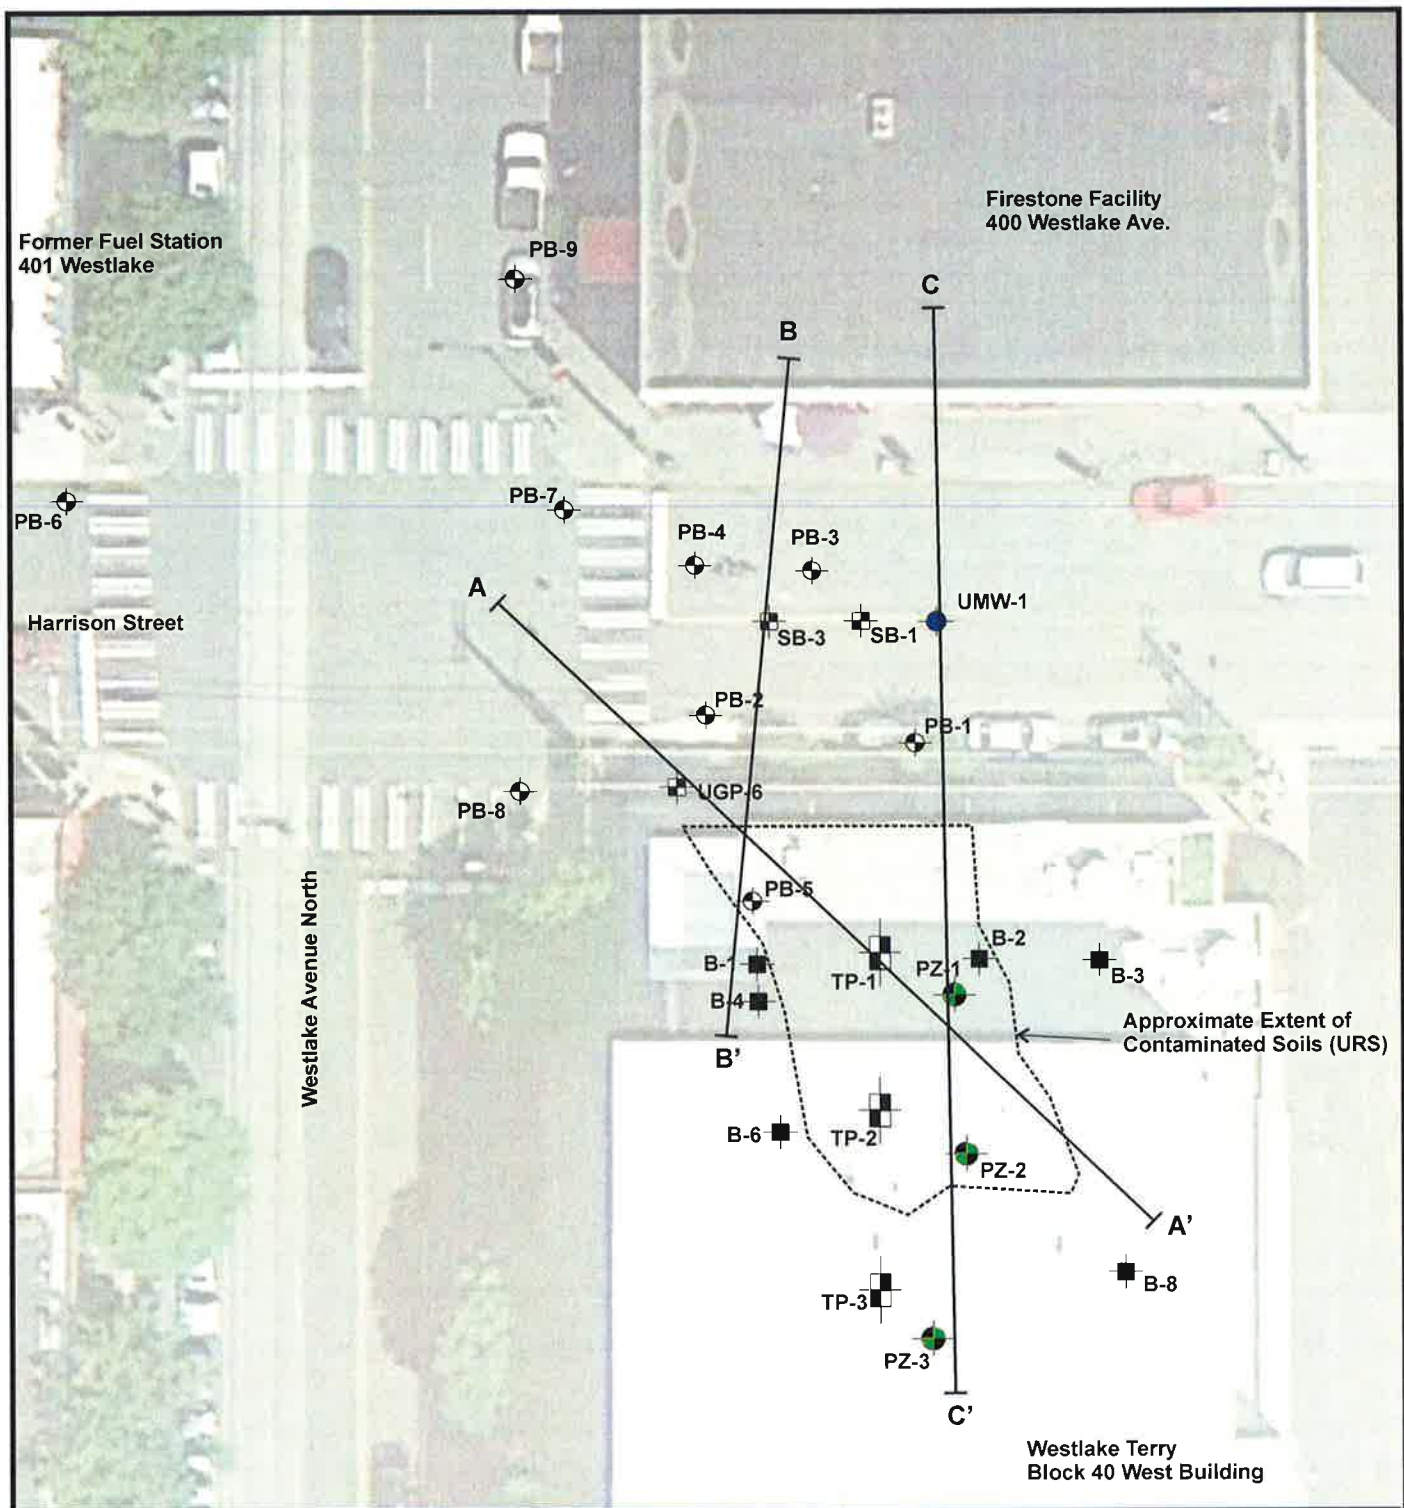 Firestone Facility
400 Westlake Ave.
Former Fuel Station
401 Westlake
PB-9
C
B
PB-7
PB-6
PB-4
PB-3
A
UMW-1
Harrison Street
SB-3
SB-1
PB-2
PB-1
UGP-6
PB-8
Westlake Avenue North
PB-5
B-2
B-1
TP-1
PZ-1
B-3
B-4
Approximate Extent of
Contaminated Soils (URS)
B'
B-6
TP-2
PZ-2
A'
B-8
TP-3
PZ-3
C'
Westlake Terry
Block 40 West Building